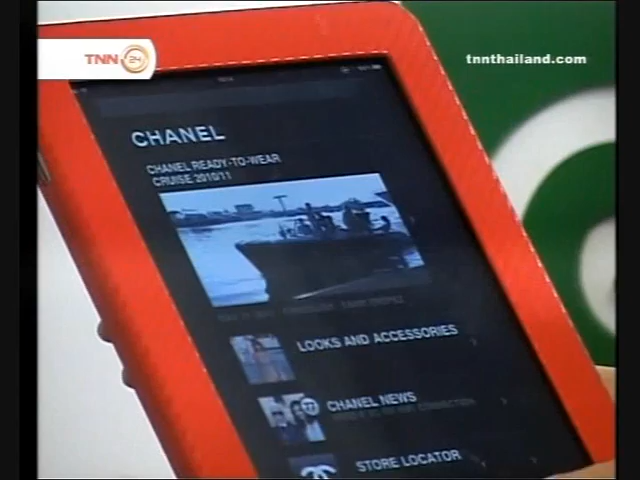 TNN 24
tnnthailand.com
CHANEL
CHANEL READY-TO-WEAR
CRUISE 2010/11
LOOKS AND ACCESSORIES
CHANEL NEWS
CONNECTION
STORE LOCATOR